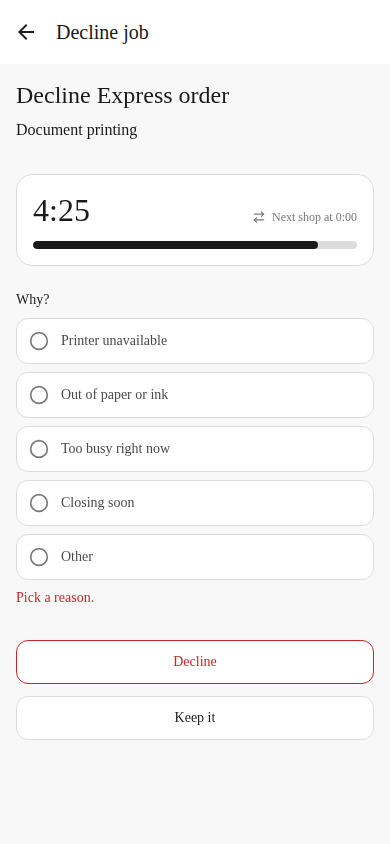 Decline job
Decline Express order
Document printing
4:25
Next shop at 0:00
Why?
Printer unavailable
Out of paper or ink
Too busy right now
Closing soon
Other
Pick a reason.
Decline
Keep it